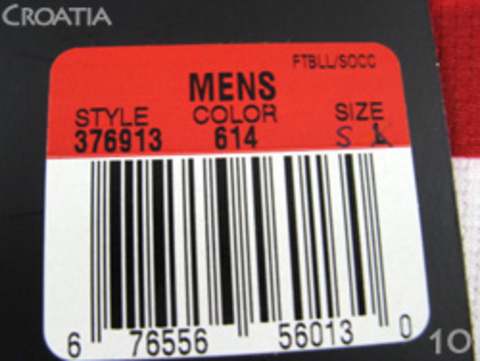 CROATIA
FTBLL/SOCC
MENS
STYLE COLOR SIZE
376913 614 S
6 76556 56013 0
10